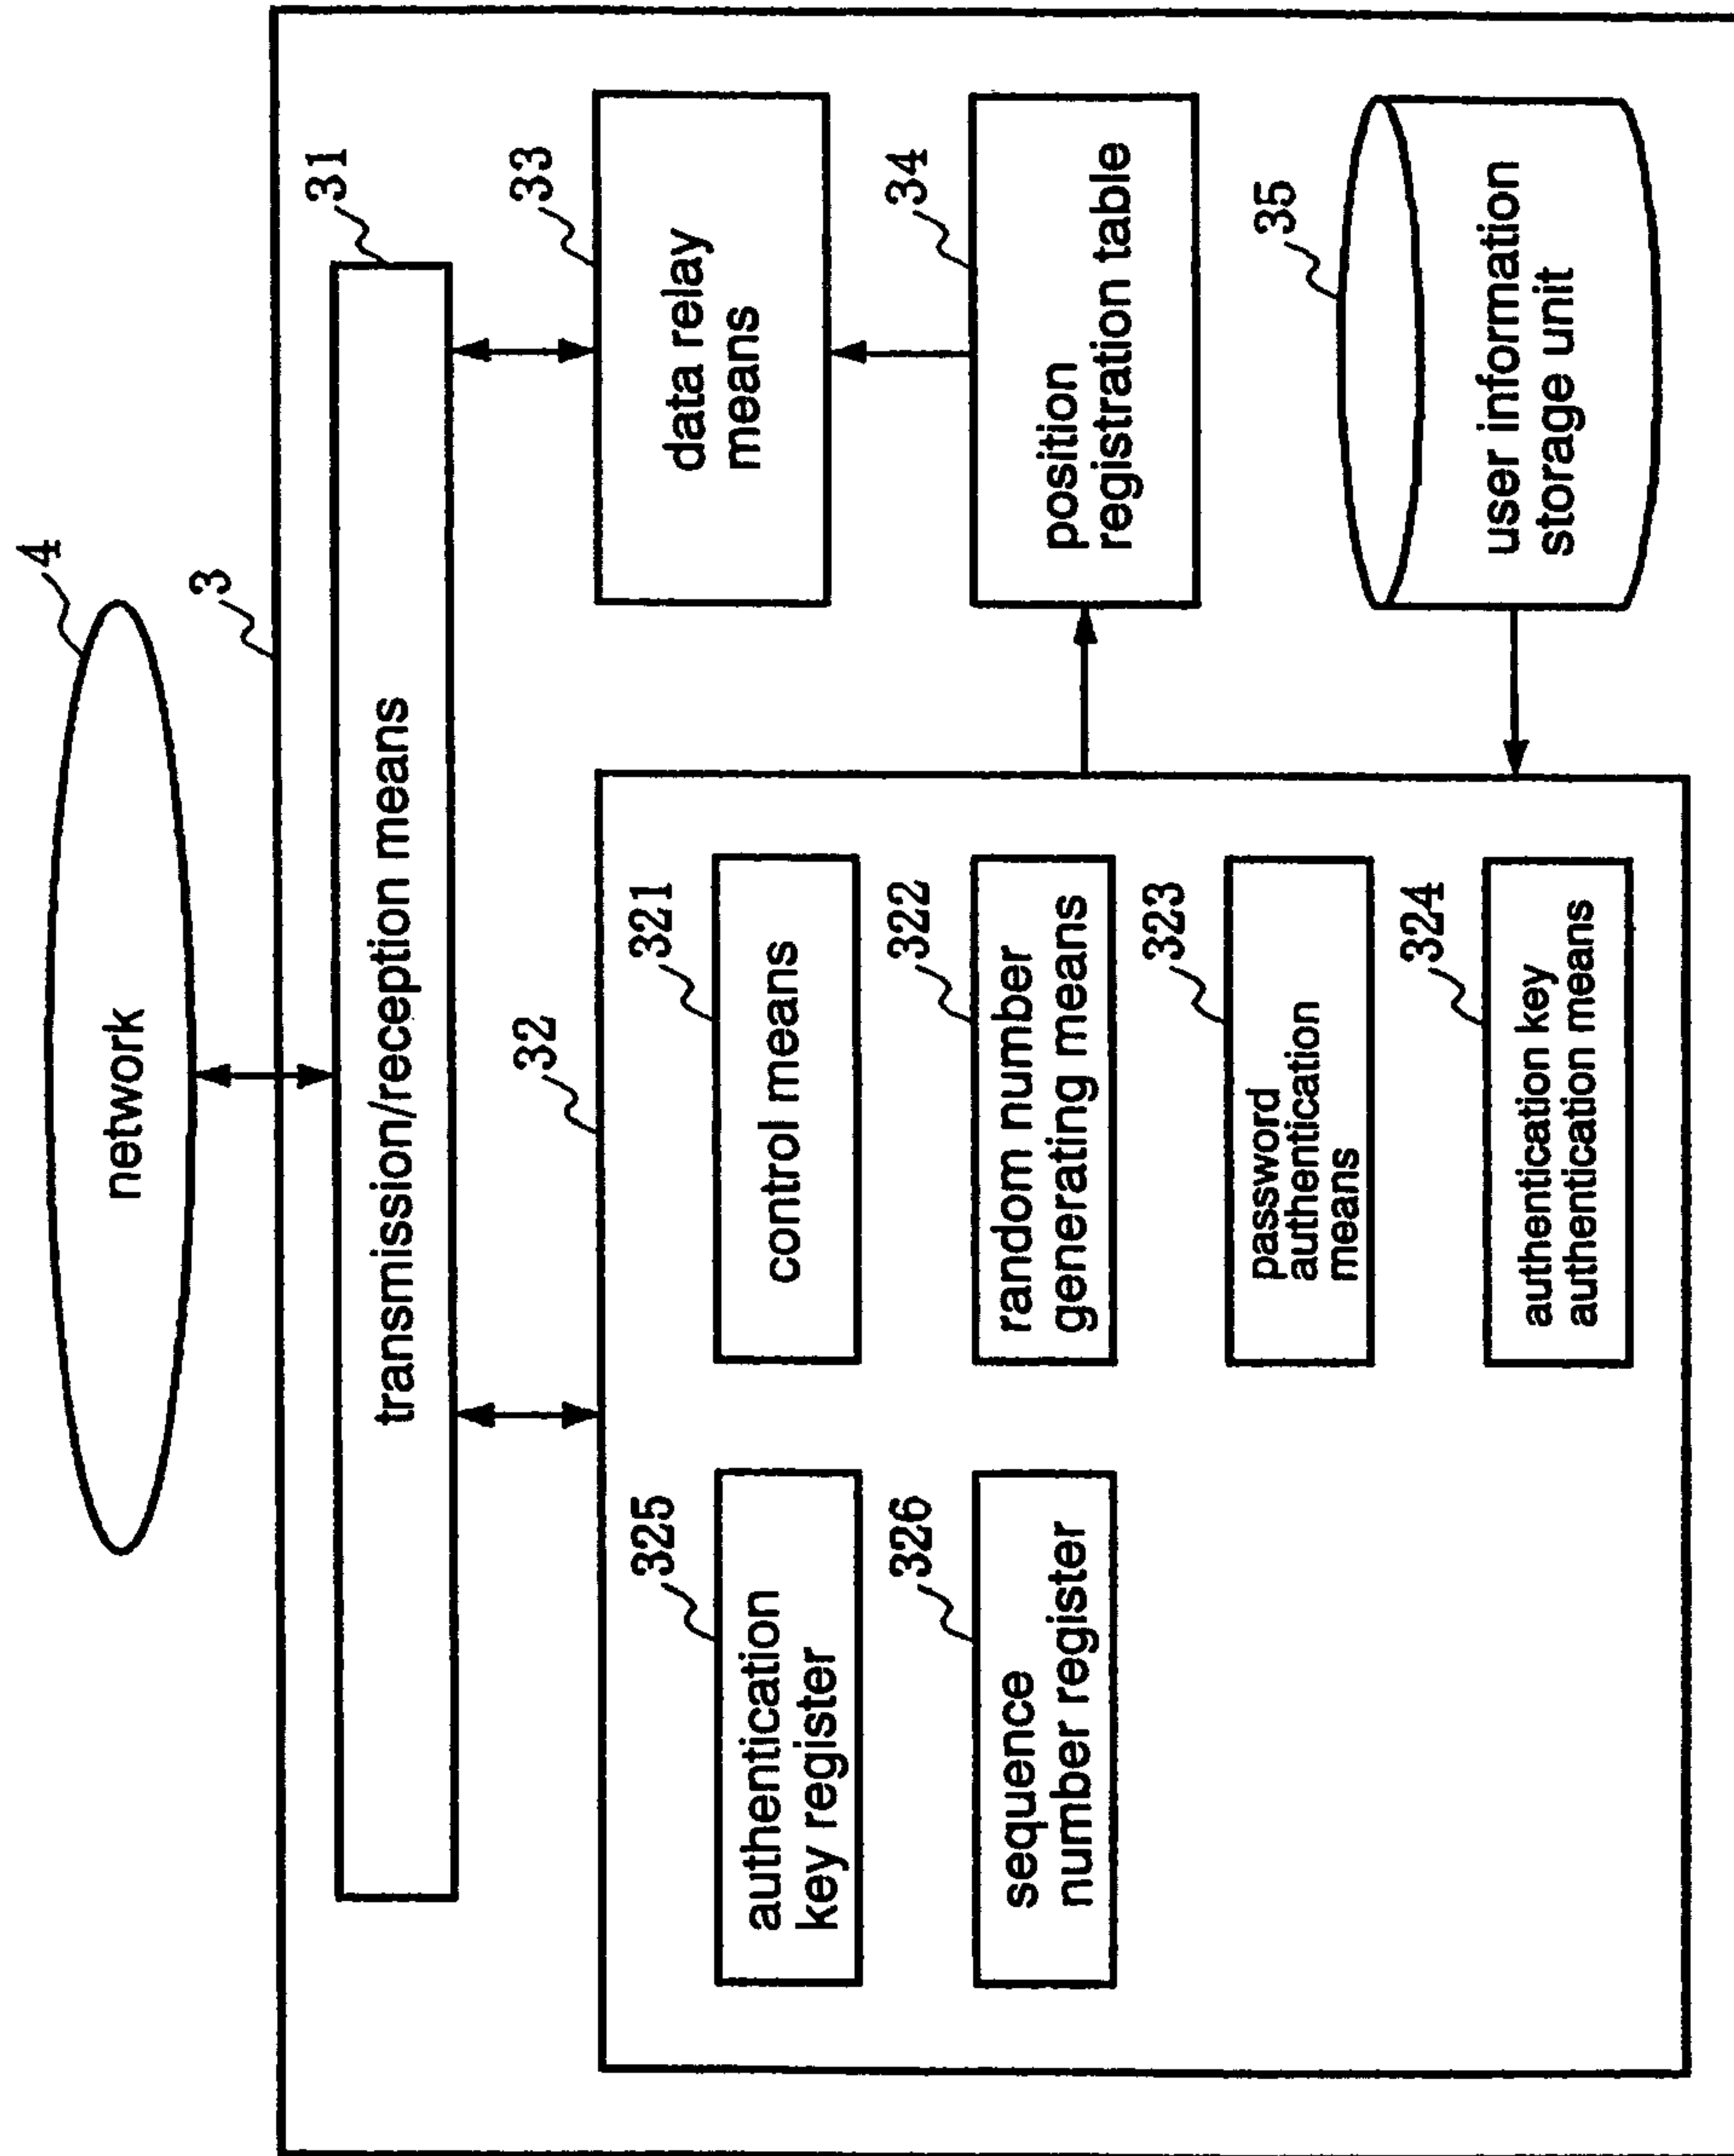 4
network
3
31
transmission/reception means
33
data relay
means
32
34
position
registration table
35
user information
storage unit
325
authentication
key register
321
control means
326
sequence
number register
322
random number
generating means
323
password
authentication
means
324
authentication key
authentication means